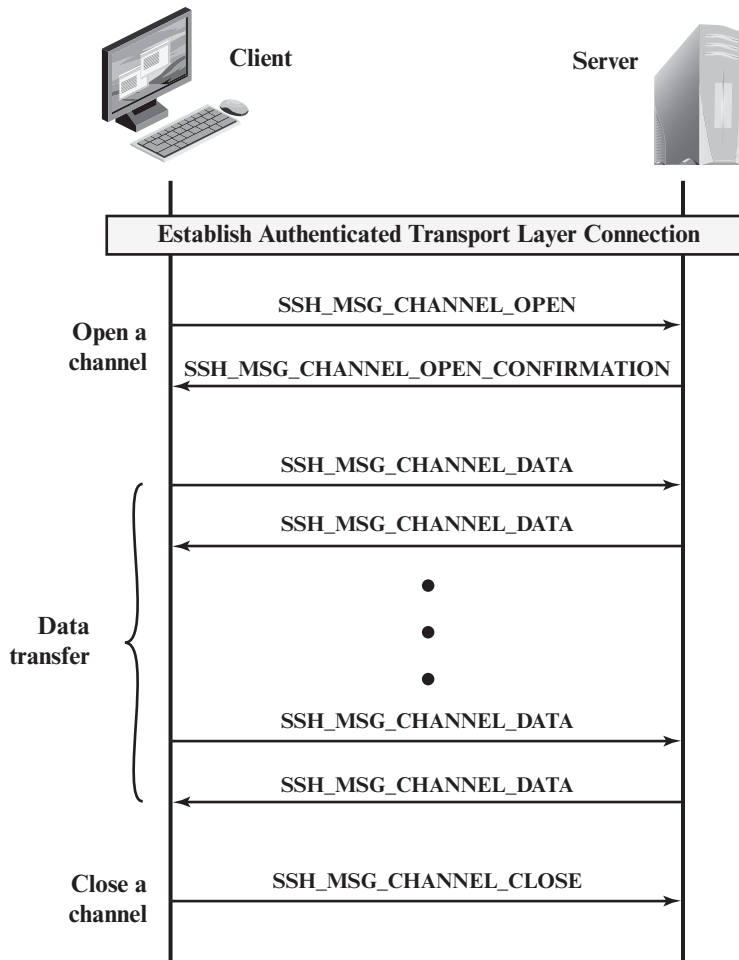 Client
Server
Establish Authenticated Transport Layer Connection
SSH_MSG_CHANNEL_OPEN
Open a
channel
SSH_MSG_CHANNEL_OPEN_CONFIRMATION
SSH_MSG_CHANNEL_DATA
SSH_MSG_CHANNEL_DATA
Data
transfer
SSH_MSG_CHANNEL_DATA
SSH_MSG_CHANNEL_DATA
Close a
channel
SSH_MSG_CHANNEL_CLOSE